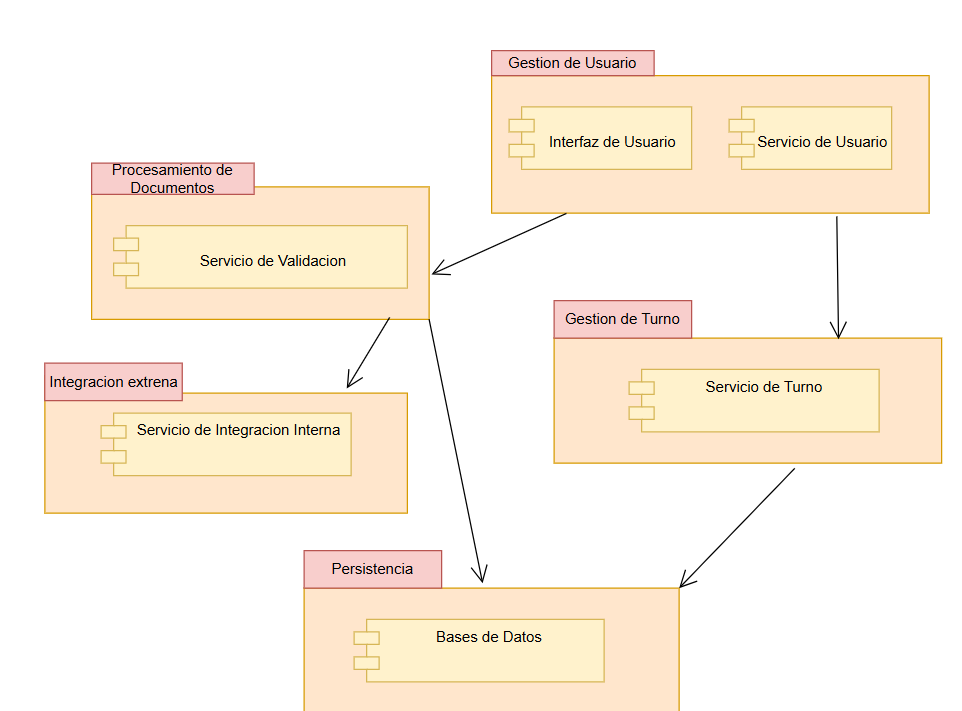 Gestion de Usuario
Interfaz de Usuario
Servicio de Usuario
Procesamiento de
Documentos
Servicio de Validacion
Gestion de Turno
Servicio de Turno
Integracion extrena
Servicio de Integracion Interna
Persistencia
Bases de Datos